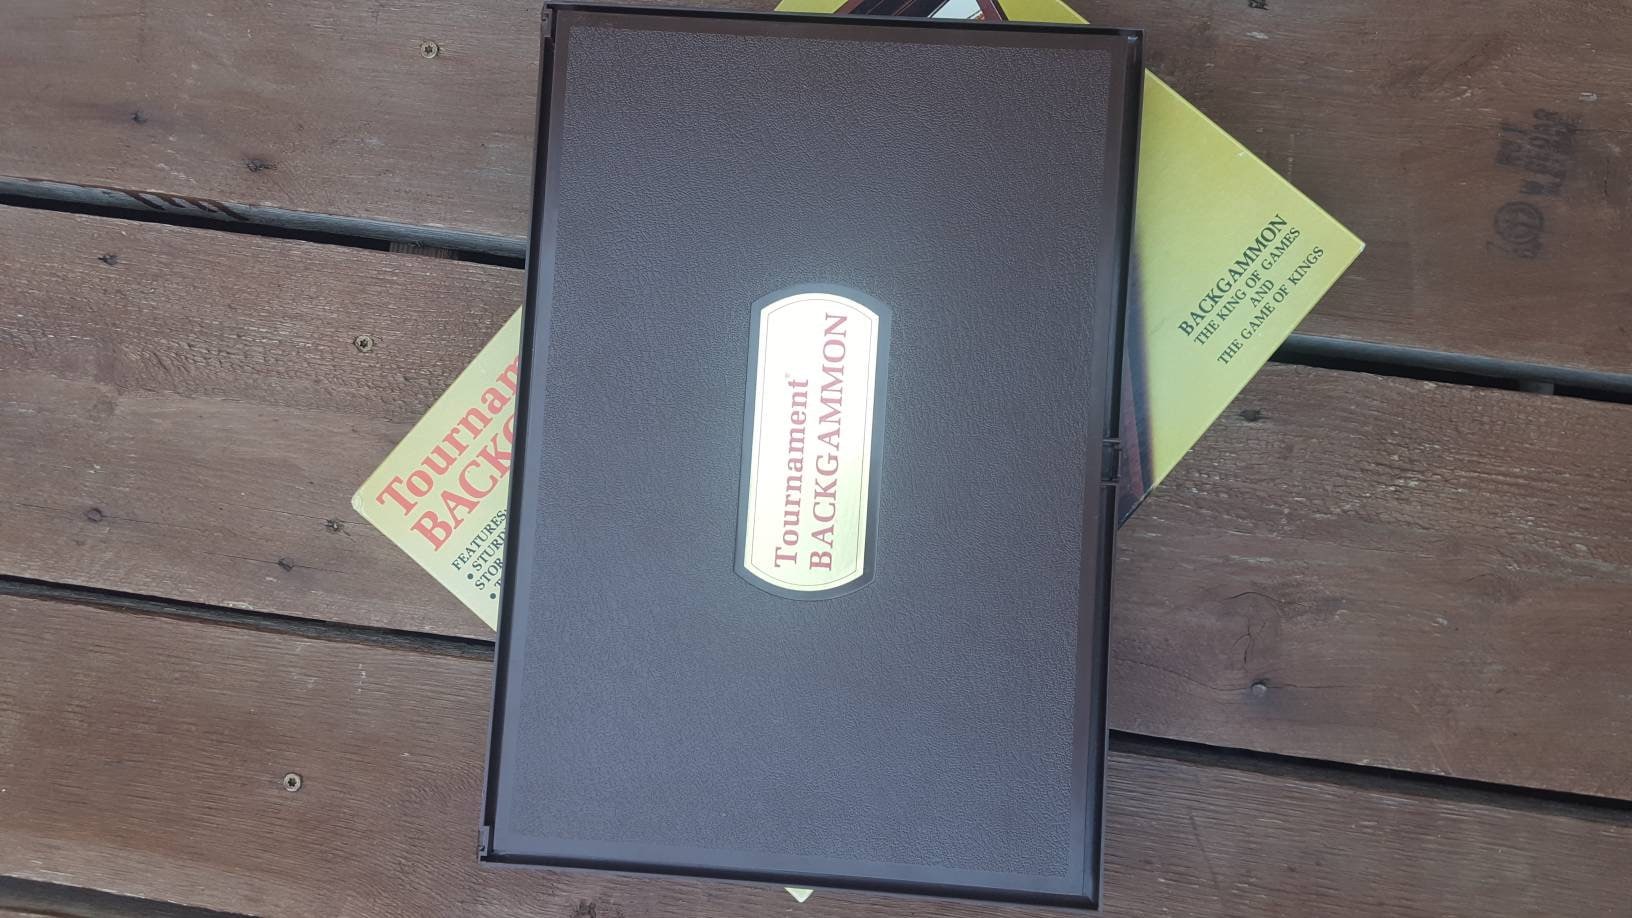 Tournament®
BACKGAMMON
Tournam
BACKG
FEATURES:
• STURD
STOR
BACKGAMMON
THE KING OF GAMES
AND
THE GAME OF KINGS